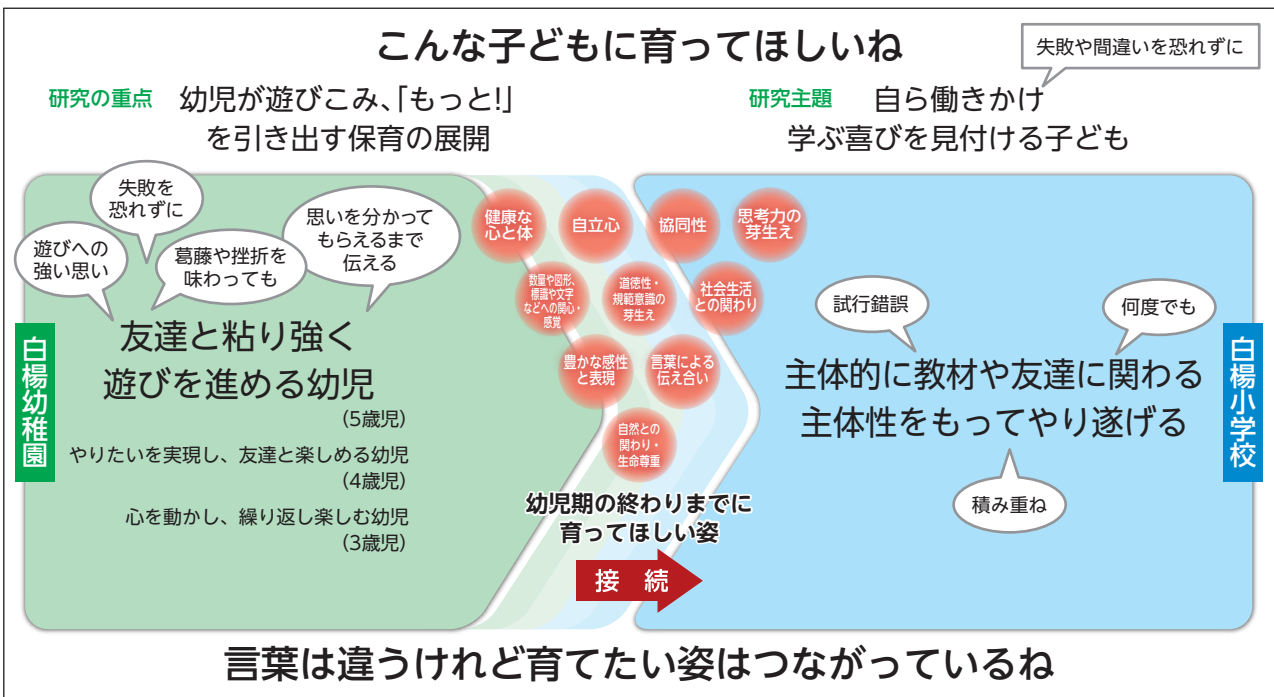 こんな子どもに育ってほしいね
失敗や間違いを恐れずに
研究の重点 幼児が遊びこみ、「もっと!」
を引き出す保育の展開
研究主題 自ら働きかけ
学ぶ喜びを見付ける子ども
白楊幼稚園
遊びへの
強い思い
失敗を
恐れずに
葛藤や挫折を
味わっても
思いを分かって
もらえるまで
伝える
友達と粘り強く
遊びを進める幼児
(5歳児)
やりたいを実現し、友達と楽しめる幼児
(4歳児)
心を動かし、繰り返し楽しむ幼児
(3歳児)
健康な
心と体
自立心
協同性
思考力の
芽生え
数量や図形、
標識や文字
などへの関心・
感覚
道徳性・
規範意識の
芽生え
社会生活
との関わり
豊かな感性
と表現
言葉による
伝え合い
自然との
関わり・
生命尊重
幼児期の終わりまでに
育ってほしい姿
接続
試行錯誤
何度でも
主体的に教材や友達に関わる
主体性をもってやり遂げる
積み重ね
白楊小学校
言葉は違うけれど育てたい姿はつながっているね